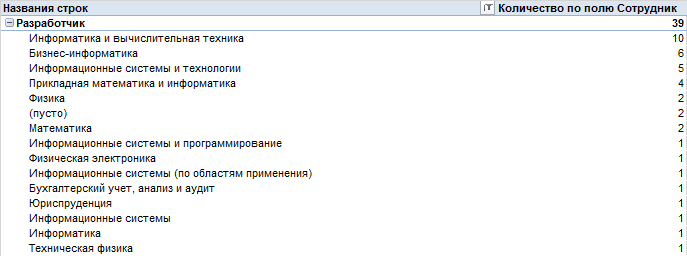 Названия строк Количество по полю Сотрудник
Разработчик 39
Информатика и вычислительная техника 10
Бизнес-информатика 6
Информационные системы и технологии 5
Прикладная математика и информатика 4
Физика 2
(пусто) 2
Математика 2
Информационные системы и программирование 1
Физическая электроника 1
Информационные системы (по областям применения) 1
Бухгалтерский учет, анализ и аудит 1
Юриспруденция 1
Информационные системы 1
Информатика 1
Техническая физика 1